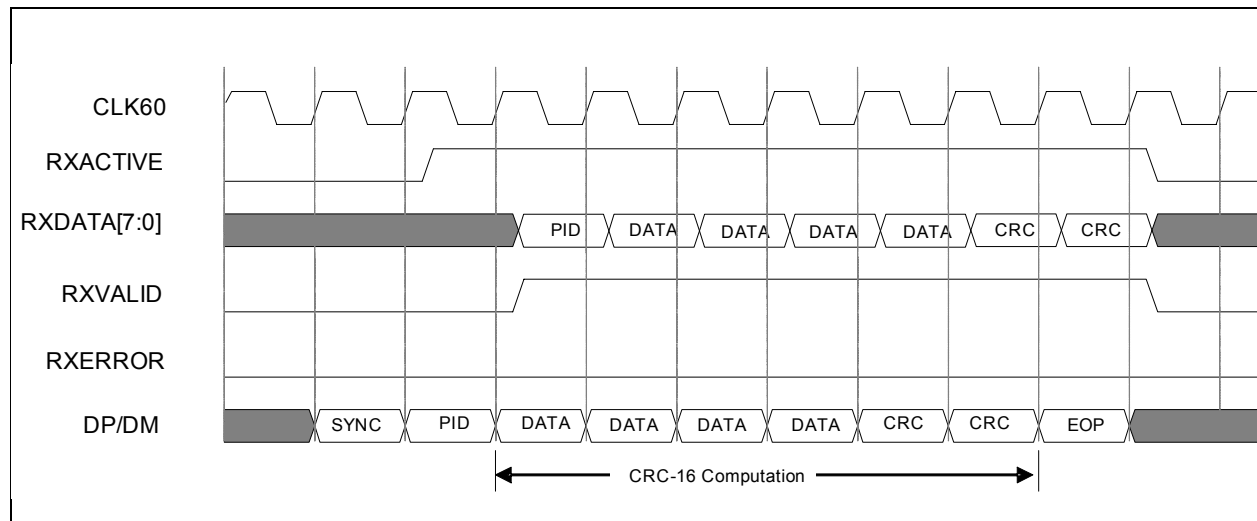 CLK60
RXACTIVE
RXDATA[7:0] PID DATA DATA DATA DATA CRC CRC
RXVALID
RXERROR
DP/DM SYNC PID DATA DATA DATA DATA CRC CRC EOP
CRC-16 Computation